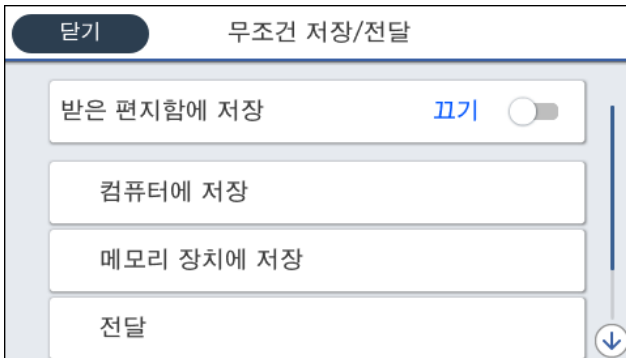 닫기 무조건 저장/전달
받은 편지함에 저장 끄기
컴퓨터에 저장
메모리 장치에 저장
전달